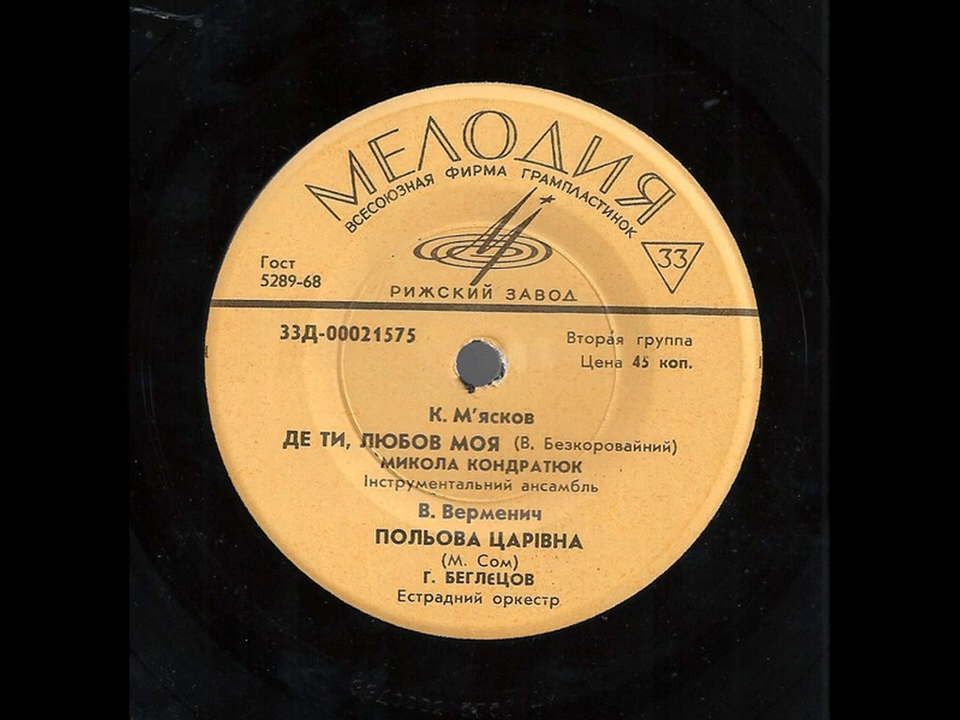 МЕЛОДИЯ
ВСЕСОЮЗНАЯ ФИРМА ГРАМПЛАСТИНОК
33
Гост
5289-68
РИЖСКИЙ ЗАВОД
33Д-00021575
Вторая группа
Цена 45 коп.
К. М'ясков
ДЕ ТИ, ЛЮБОВ МОЯ (В. Безкоровайний)
МИКОЛА КОНДРАТЮК
Інструментальний ансамбль
В. Верменич
ПОЛЬОВА ЦАРІВНА
(М. Сом)
Г. БЕГЛЕЦОВ
Естрадний оркестр